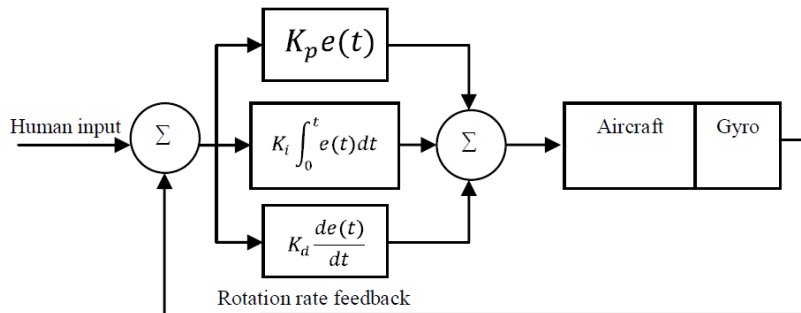 K_p e(t)
Human input
Σ
K_i ∫_0^t e(t)dt
Σ
Aircraft
Gyro
K_d de(t)/dt
Rotation rate feedback